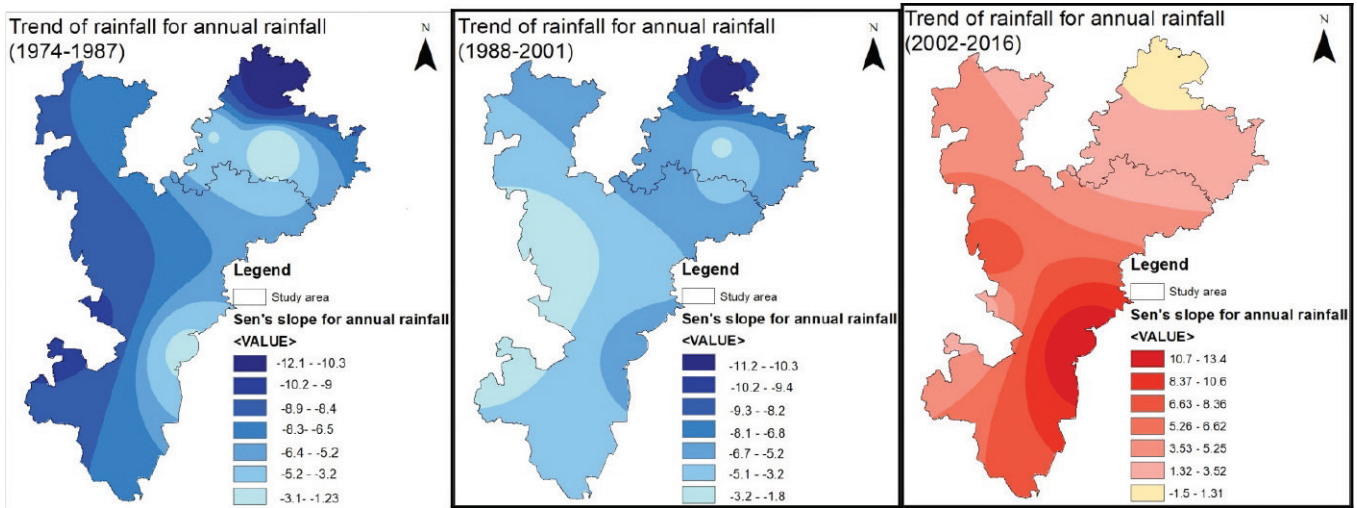 Trend of rainfall for annual rainfall
(1974-1987)
N
Legend
Study area
Sen's slope for annual rainfall
<VALUE>
-12.1 - -10.3
-10.2 - -9
-8.9 - -8.4
-8.3- -6.5
-6.4 - -5.2
-5.2 - -3.2
-3.1- -1.23
Trend of rainfall for annual rainfall
(1988-2001)
N
Legend
Study area
Sen's slope for annual rainfall
<VALUE>
-11.2 - -10.3
-10.2 - -9.4
-9.3 - -8.2
-8.1 - -6.8
-6.7 - -5.2
-5.1 - -3.2
-3.2 - -1.8
Trend of rainfall for annual rainfall
(2002-2016)
N
Legend
Study area
Sen's slope for annual rainfall
<VALUE>
10.7 - 13.4
8.37 - 10.6
6.63 - 8.36
5.26 - 6.62
3.53 - 5.25
1.32 - 3.52
-1.5 - 1.31